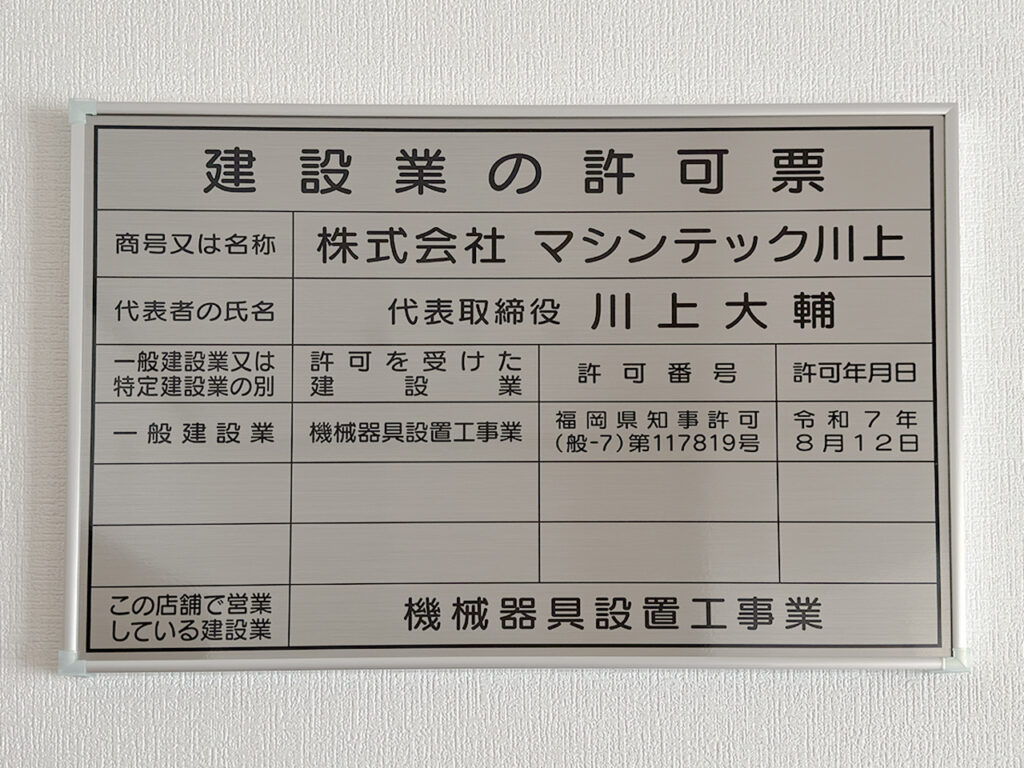 建設業の許可票
商号又は名称 株式会社 マシンテック川上
代表者の氏名 代表取締役 川上大輔
一般建設業又は
特定建設業の別
許可を受けた
建設業
許可番号
許可年月日
一般建設業
機械器具設置工事業
福岡県知事許可
(般-7)第117819号
令和7年
8月12日
この店舗で営業
している建設業
機械器具設置工事業